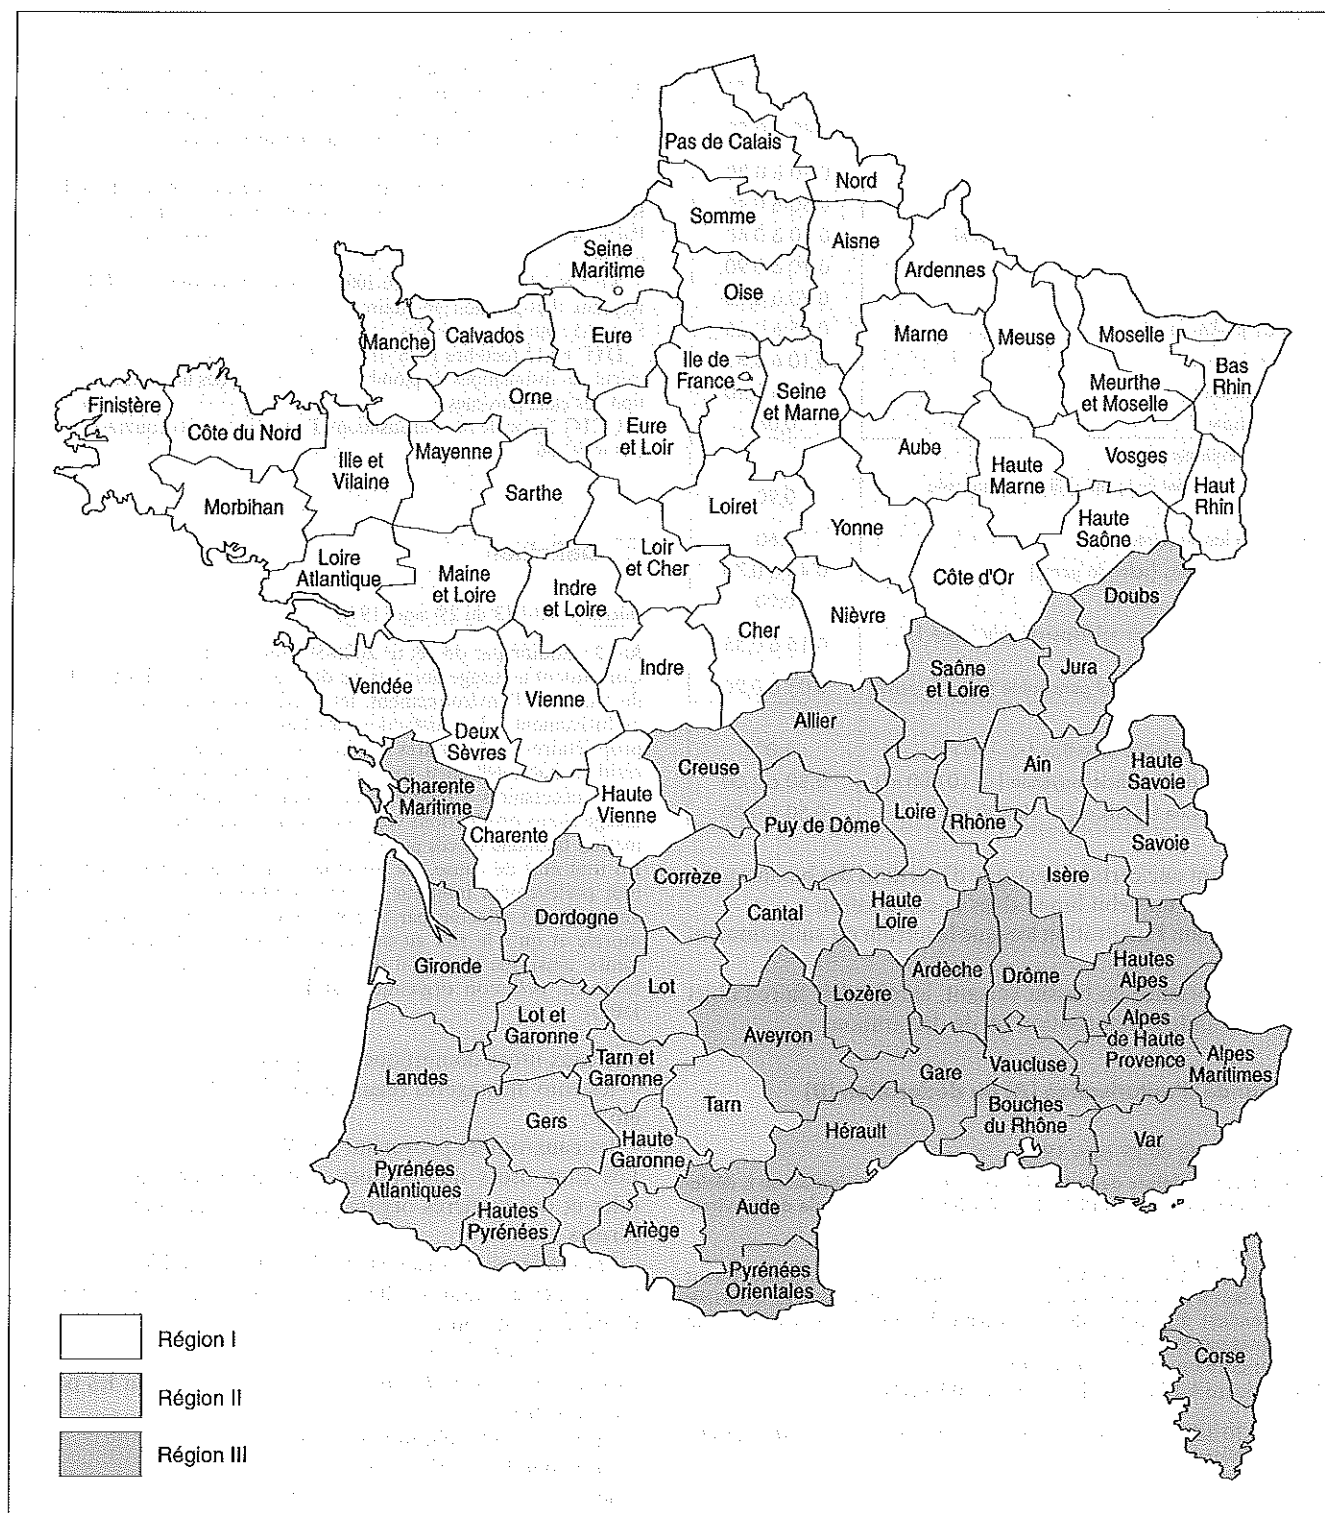 Pas de Calais
Nord
Somme
Aisne
Seine
Maritime
Oise
Ardennes
Manche
Calvados
Eure
Ile de
France
Marne
Meuse
Moselle
Bas
Rhin
Meurthe
et Moselle
Seine
et Marne
Orne
Finistère
Côte du Nord
Eure
et Loir
Ille et
Vilaine
Mayenne
Aube
Vosges
Haute
Marne
Sarthe
Morbihan
Loiret
Haut
Rhin
Yonne
Haute
Saône
Loir
et Cher
Loire
Atlantique
Maine
et Loire
Indre
et Loire
Côte d'Or
Doubs
Nièvre
Cher
Indre
Saône
et Loire
Jura
Vendée
Vienne
Deux
Sèvres
Allier
Creuse
Ain
Haute
Savoie
Charente
Maritime
Haute
Vienne
Charente
Puy de Dôme
Loire
Rhône
Savoie
Isère
Corrèze
Dordogne
Cantal
Haute
Loire
Gironde
Lot
Lozère
Ardèche
Drôme
Hautes
Alpes
Lot et
Garonne
Aveyron
Alpes
de Haute
Provence
Alpes
Maritimes
Tarn et
Garonne
Landes
Gare
Vaucluse
Gers
Tarn
Bouches
du Rhône
Hérault
Var
Haute
Garonne
Pyrénées
Atlantiques
Hautes
Pyrénées
Ariège
Aude
Pyrénées
Orientales
Corse
Région I
Région II
Région III